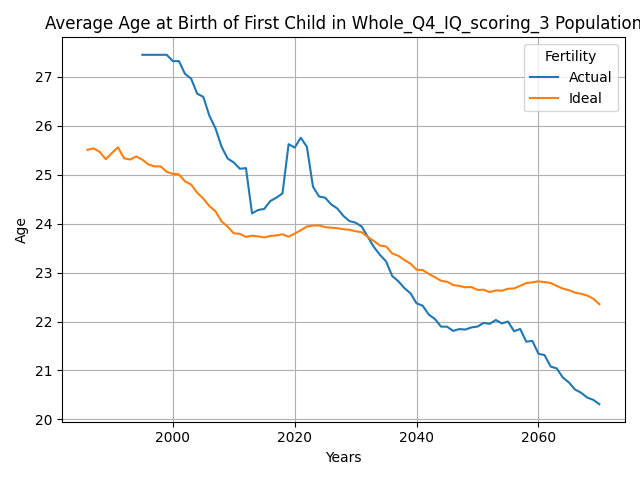 Average Age at Birth of First Child in Whole_Q4_IQ_scoring_3 Population
Fertility
Actual
Ideal
27
26
25
24
23
22
21
20
Age
2000 2020 2040 2060
Years